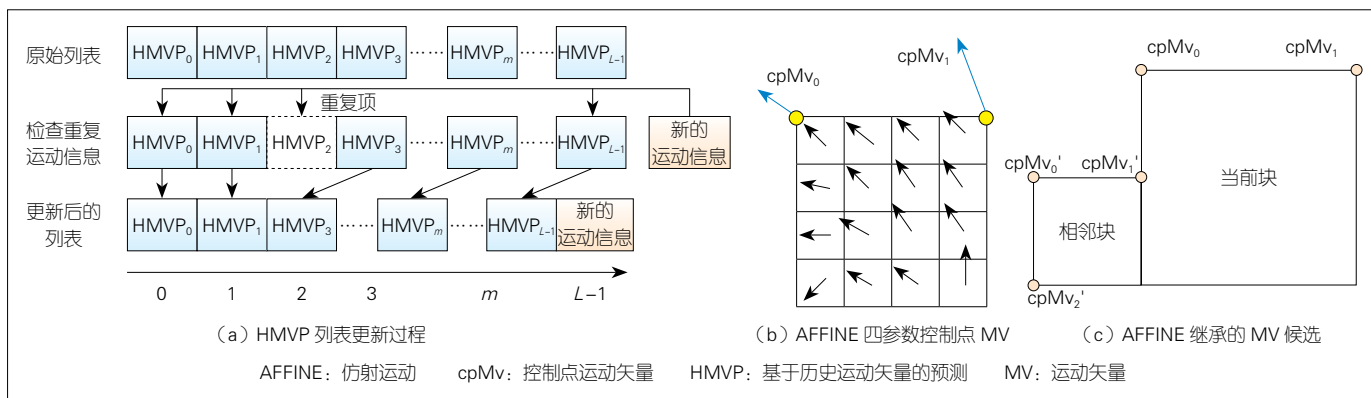 原始列表 HMVP₀ HMVP₁ HMVP₂ HMVP₃ …… HMVPₘ …… HMVP_{L-1}
重复项
检查重复
运动信息
HMVP₀ HMVP₁ HMVP₂ HMVP₃ …… HMVPₘ …… HMVP_{L-1}
新的
运动信息
更新后的
列表
HMVP₀ HMVP₁ HMVP₃ …… HMVPₘ …… HMVP_{L-1}
新的
运动信息
0 1 2 3 m L-1
(a) HMVP 列表更新过程
cpMv₀
cpMv₁
(b) AFFINE 四参数控制点 MV
cpMv₀ cpMv₁
cpMv₀' cpMv₁'
当前块
相邻块
cpMv₂'
(c) AFFINE 继承的 MV 候选
AFFINE:仿射运动 cpMv:控制点运动矢量 HMVP:基于历史运动矢量的预测 MV:运动矢量